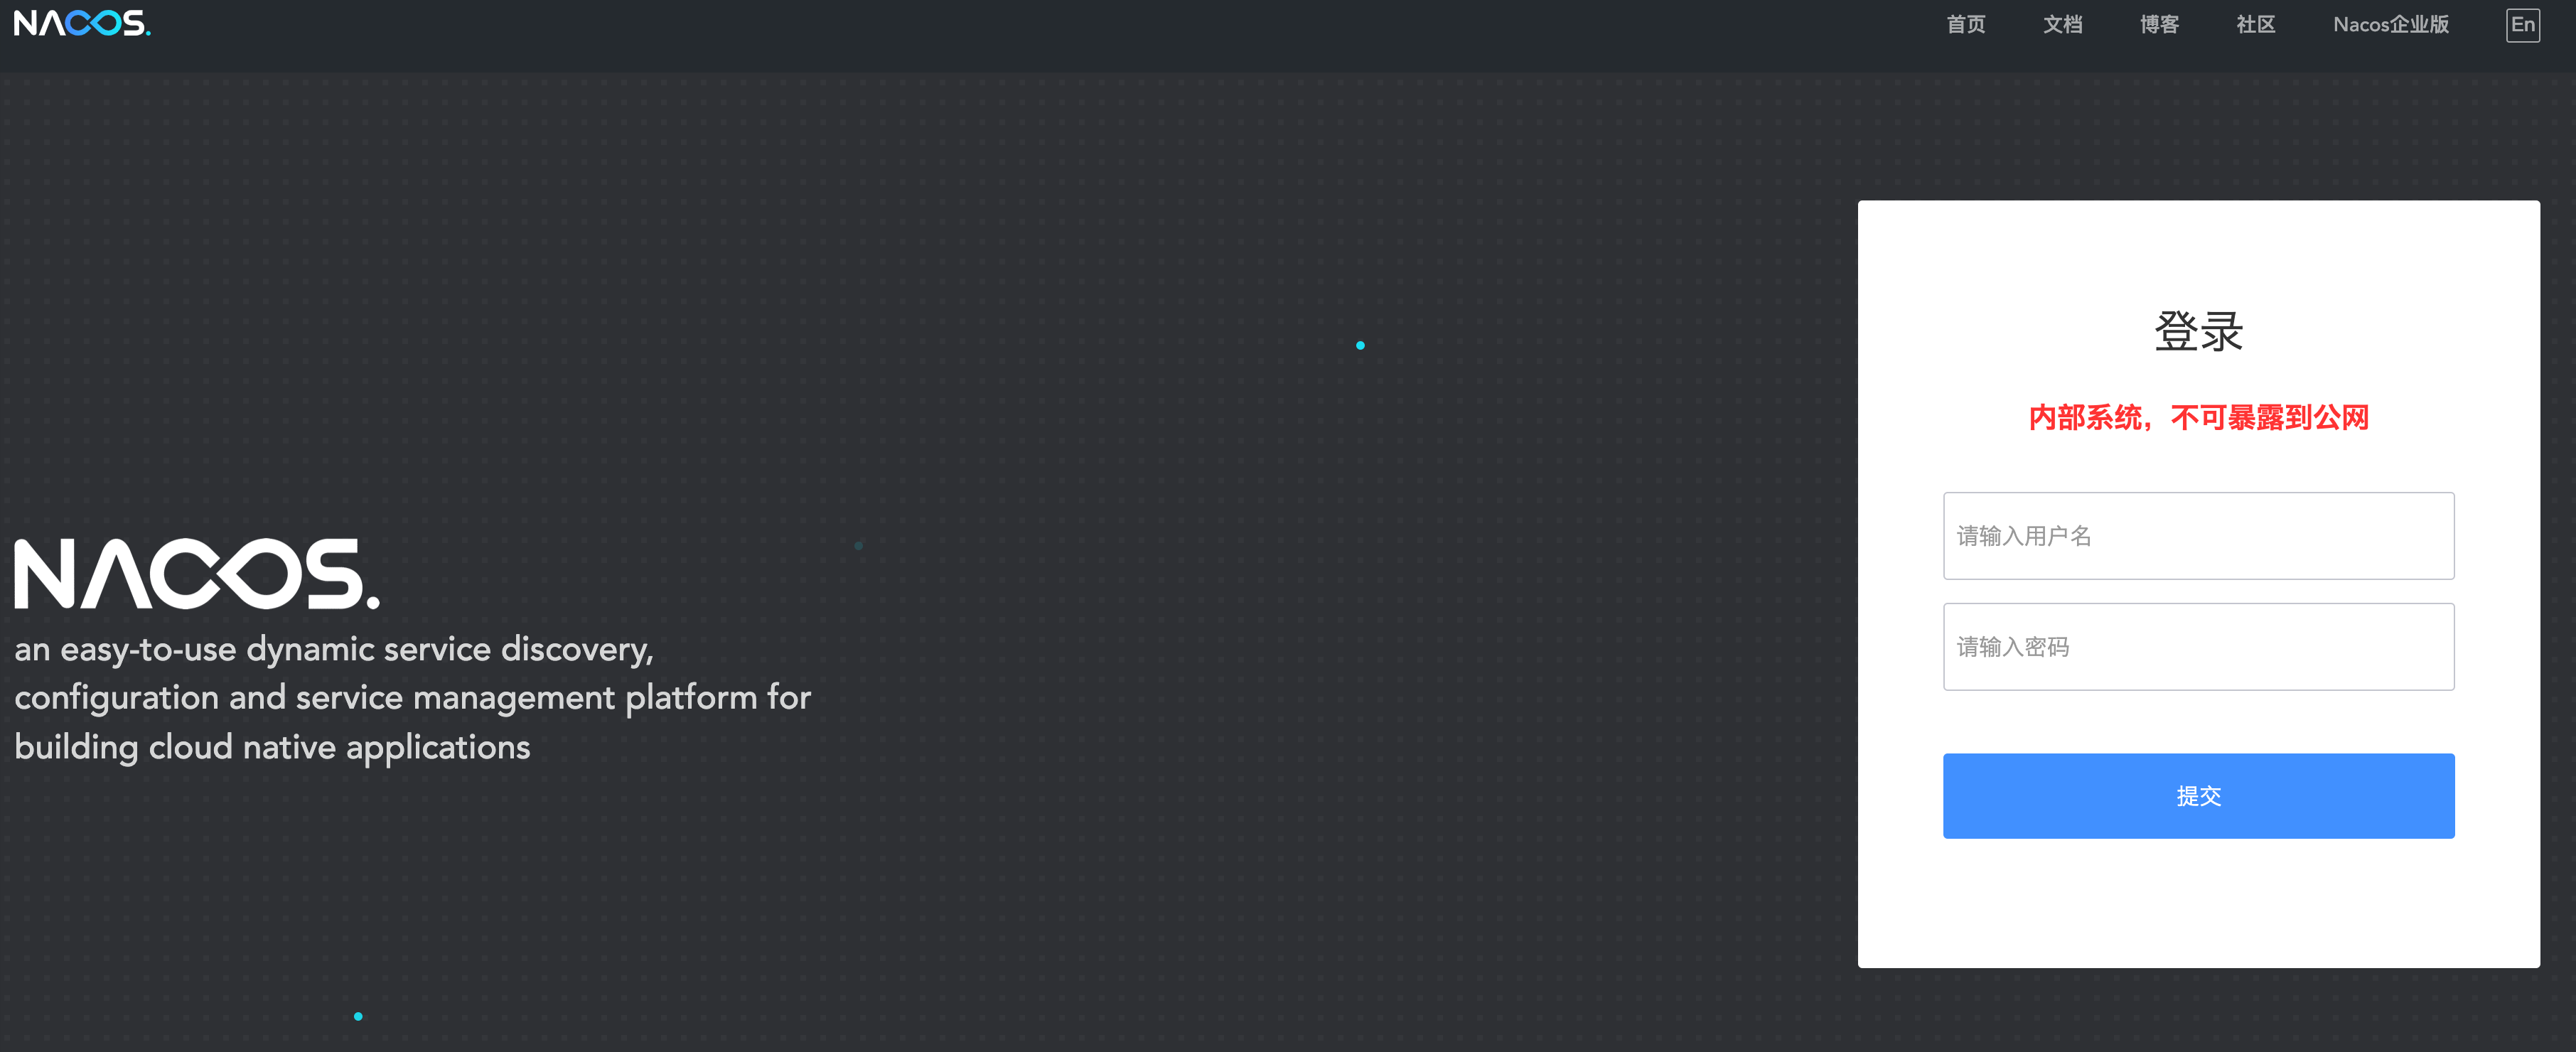 NACOS.
首页 文档 博客 社区 Nacos企业版 En
NACOS.
an easy-to-use dynamic service discovery,
configuration and service management platform for
building cloud native applications
登录
内部系统，不可暴露到公网
请输入用户名
请输入密码
提交